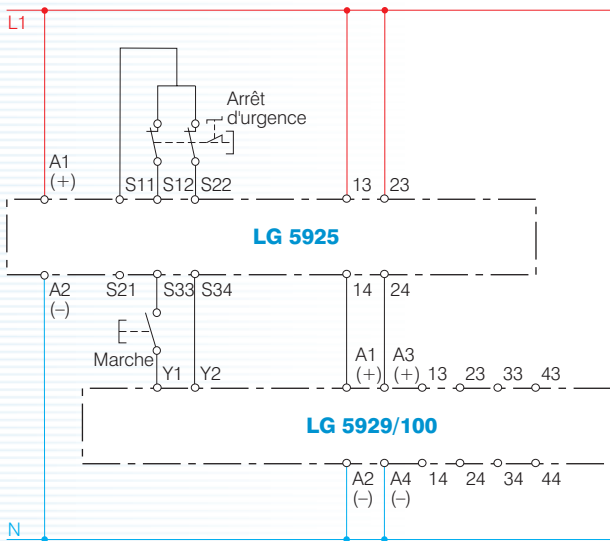 L1
Arrêt
d'urgence
A1
(+)
S11 S12 S22 13 23
LG 5925
A2
(–)
S21 S33 S34 14 24
Marche
Y1 Y2
A1
(+)
A3
(+)
13 23 33 43
LG 5929/100
A2
(–)
A4
(–)
14 24 34 44
N